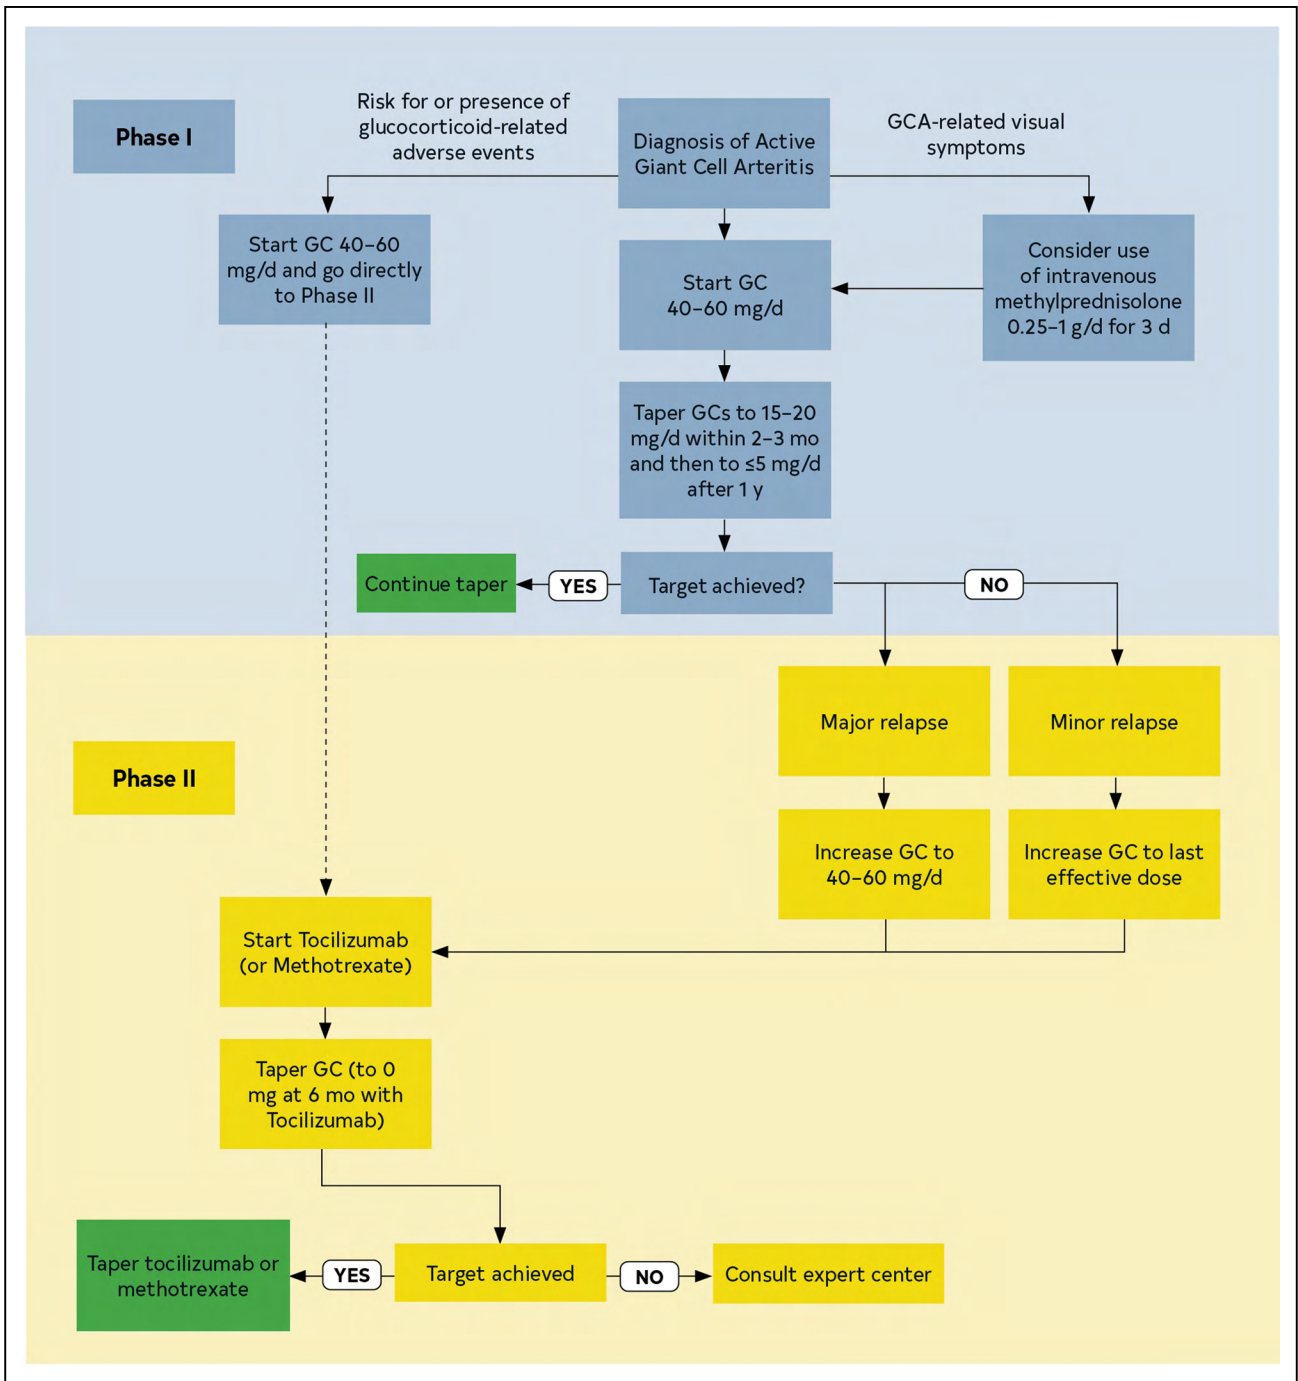 Phase I
Risk for or presence of
glucocorticoid-related
adverse events
Diagnosis of Active
Giant Cell Arteritis
GCA-related visual
symptoms
Start GC 40–60
mg/d and go directly
to Phase II
Start GC
40–60 mg/d
Consider use
of intravenous
methylprednisolone
0.25–1 g/d for 3 d
Taper GCs to 15–20
mg/d within 2–3 mo
and then to ≤5 mg/d
after 1 y
Continue taper
YES
Target achieved?
NO
Major relapse
Minor relapse
Phase II
Increase GC to
40–60 mg/d
Increase GC to last
effective dose
Start Tocilizumab
(or Methotrexate)
Taper GC (to 0
mg at 6 mo with
Tocilizumab)
Taper tocilizumab or
methotrexate
YES
Target achieved
NO
Consult expert center